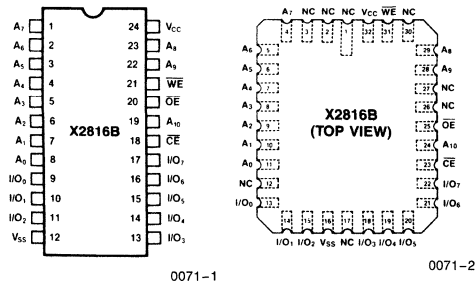 A7 1 24 VCC
A6 2 23 A8
A5 3 22 A9
A4 4 21 WE
A3 5 20 OE
A2 6 19 A10
X2816B
A1 7 18 CE
A0 8 17 I/O7
I/O0 9 16 I/O6
I/O1 10 15 I/O5
I/O2 11 14 I/O4
VSS 12 13 I/O3
0071–1
A7 NC NC NC VCC WE NC
4 3 2 1 32 31 30
A6 5 29 A8
A5 6 28 A9
A4 7 27 NC
A3 8 26 NC
X2816B
(TOP VIEW)
A2 9 25 OE
A1 10 24 A10
A0 11 23 CE
NC 12 22 I/O7
I/O0 13 21 I/O6
14 15 16 17 18 19 20
I/O1 I/O2 VSS NC I/O3 I/O4 I/O5
0071–2